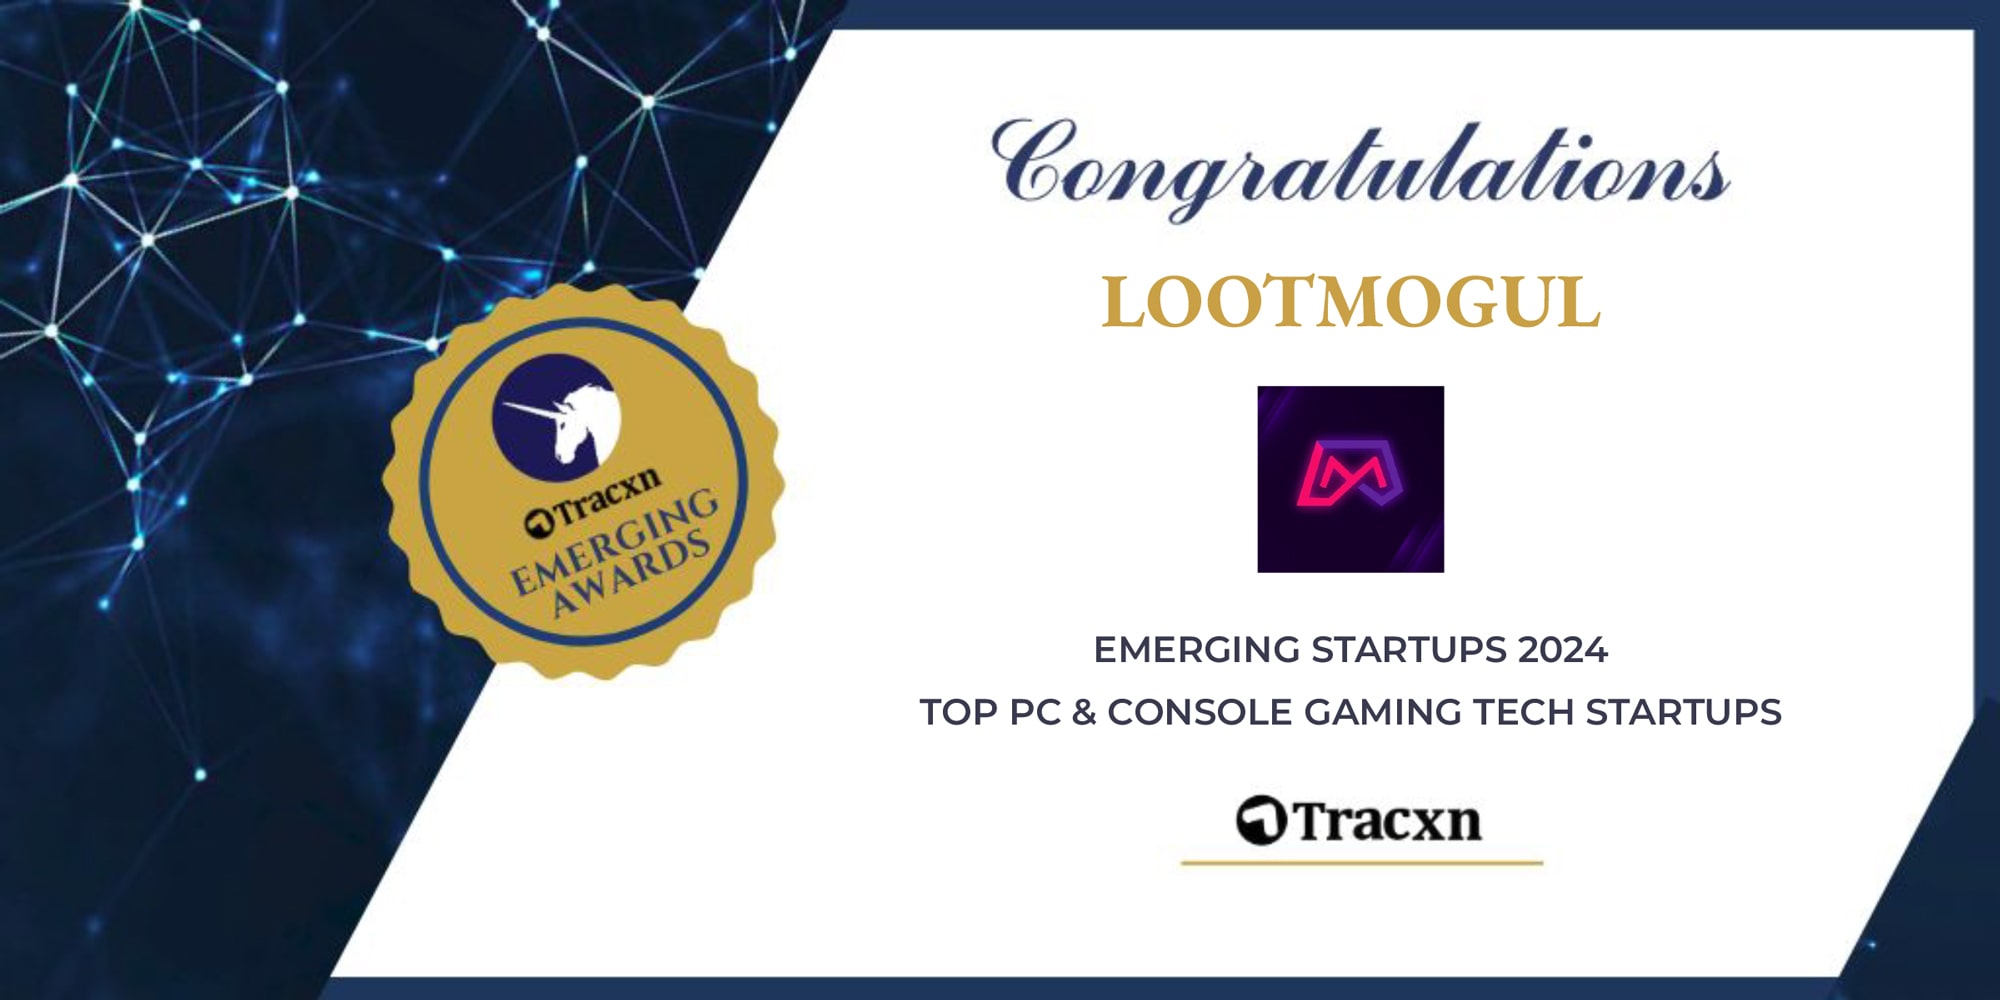 Congratulations
LOOTMOGUL
Tracxn
EMERGING
AWARDS
EMERGING STARTUPS 2024
TOP PC & CONSOLE GAMING TECH STARTUPS
Tracxn